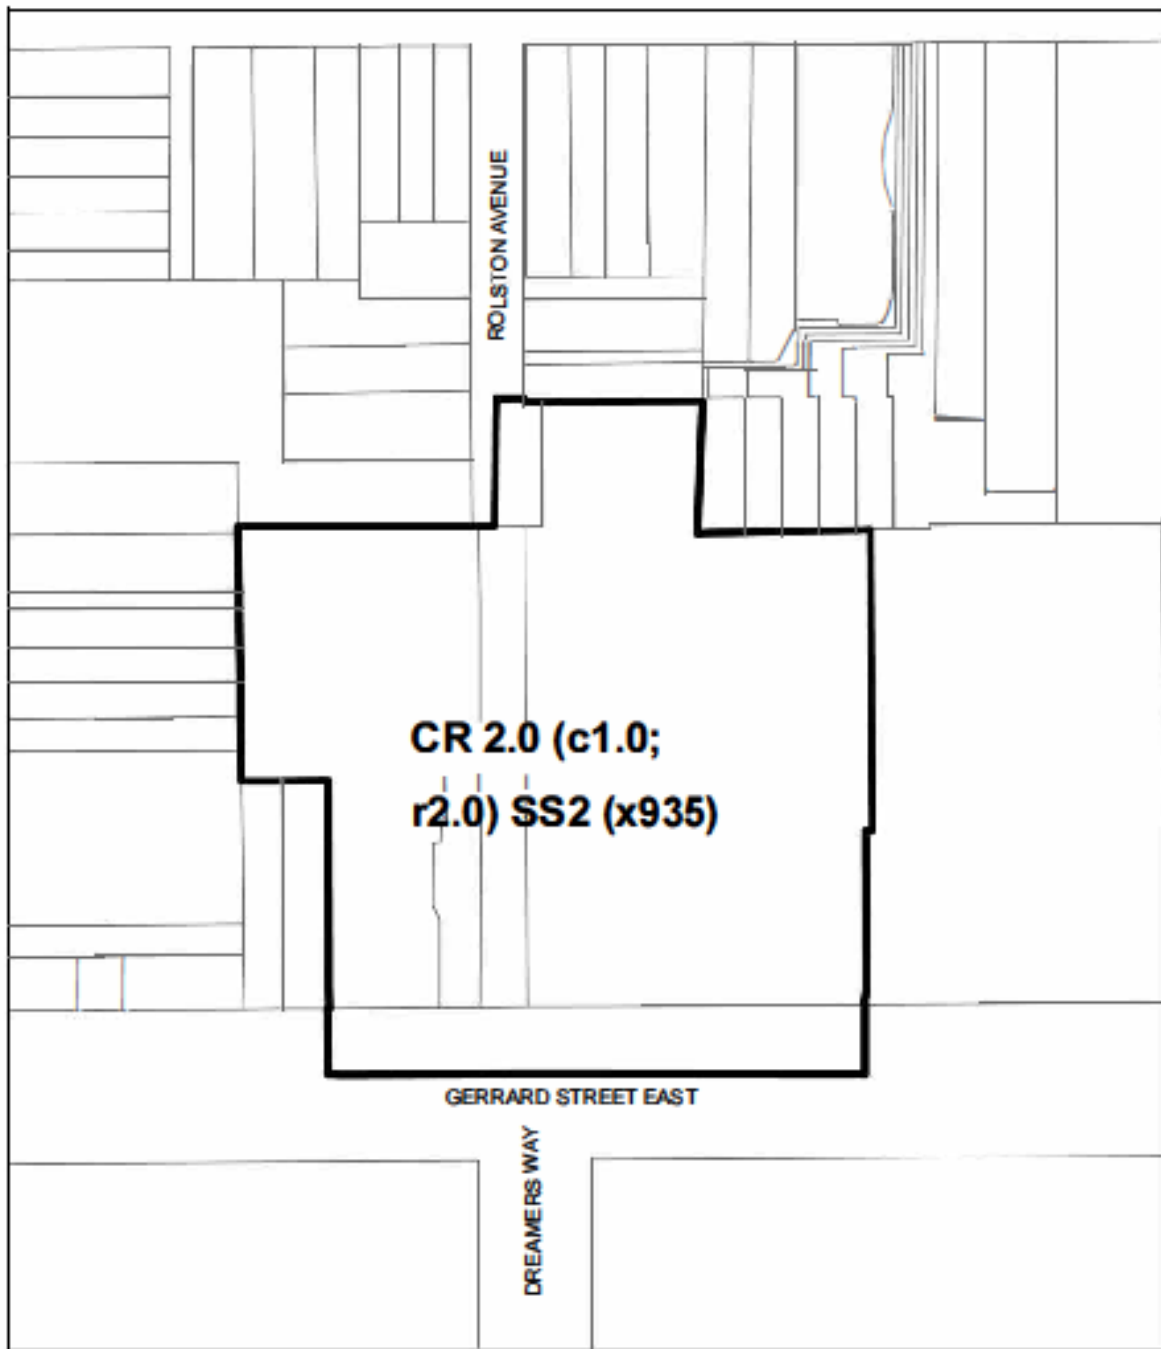 ROLSTON AVENUE
CR 2.0 (c1.0;
r2.0) SS2 (x935)
GERRARD STREET EAST
DREAMERS WAY